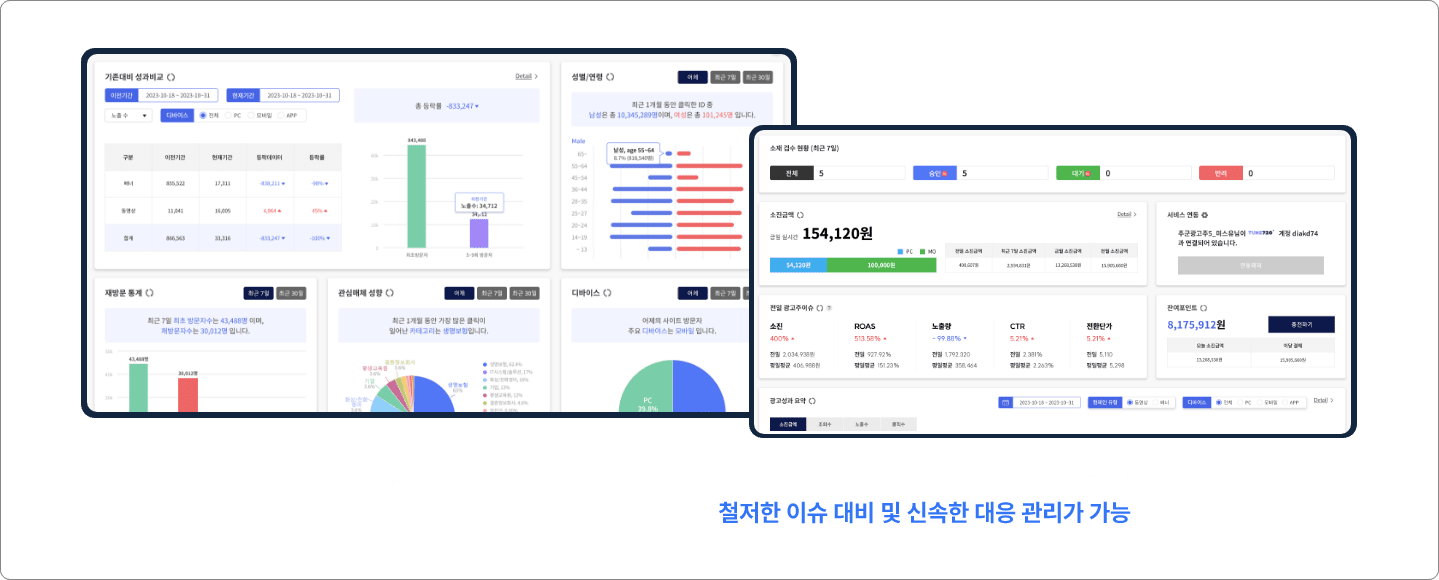 기존대비 성과비교
Detail >
이전기간 2023-10-18 ~ 2023-10-31 현재기간 2023-10-18 ~ 2023-10-31
노출 수 디바이스 전체 PC 모바일 APP
총 등락률 -833,247
구분 이전기간 현재기간 등락데이터 등락률
배너 855,522 17,311 -838,211 -98%
동영상 11,041 16,005 4,964 45%
합계 866,563 33,316 -833,247 -100%
343,488
노출수: 34,712
최초방문자
성별/연령
어제 최근 7일 최근 30일
최근 1개월 동안 클릭한 ID 중
남성은 총 10,345,289명이며, 여성은 총 101,245명 입니다.
Male
남성, age 55~64
8.7% (816,540명)
65~
55~64
45~54
36~44
28~35
25~27
20~24
14~19
~13
재방문 통계
최근 7일 최근 30일
최근 7일 최초 방문자수는 43,468명 이며,
재방문자수는 30,012명 입니다.
43,468명
30,012명
관심매체 성향
어제 최근 7일 최근 30일
최근 1개월 동안 가장 많은 클릭이
일어난 카테고리는 생명보험입니다.
생명보험
디바이스
어제 최근 7일 최
어제의 사이트 방문자
주요 디바이스는 모바일 입니다.
PC
39.8%
소재 검수 현황 (최근 7일)
전체 5 승인 5 대기 0 반려 0
소진금액
Detail >
금일 실시간 154,120원
PC MO
54,120원 100,000원
전일 소진금액 최근 7일 소진금액 금월 소진금액 전월 소진금액
406,837원 2,934,831원 13,268,530원 15,905,660원
서비스 연동
추군광고주5_미스유님이 TUNE720° 계정 diakd74
과 연결되어 있습니다.
연동해제
전일 광고주이슈
소진 ROAS 노출량 CTR 전환단가
400% 513.58% -99.88% 5.21% 5.21%
전일 2,034,938원 전일 927.92% 전일 1,792,320 전일 2.381% 전일 5,110
평일평균 406,988원 평일평균 151.23% 평일평균 358,464 평일평균 2.263% 평일평균 5,298
잔여포인트
8,175,912원 충전하기
오늘 소진금액 이달 결제
13,268,330원 15,905,660원
광고성과 요약
2023-10-18 ~ 2023-10-31 캠페인 유형 동영상 배너 디바이스 전체 PC 모바일 APP Detail >
소진금액 조회수 노출수 클릭수
철저한 이슈 대비 및 신속한 대응 관리가 가능